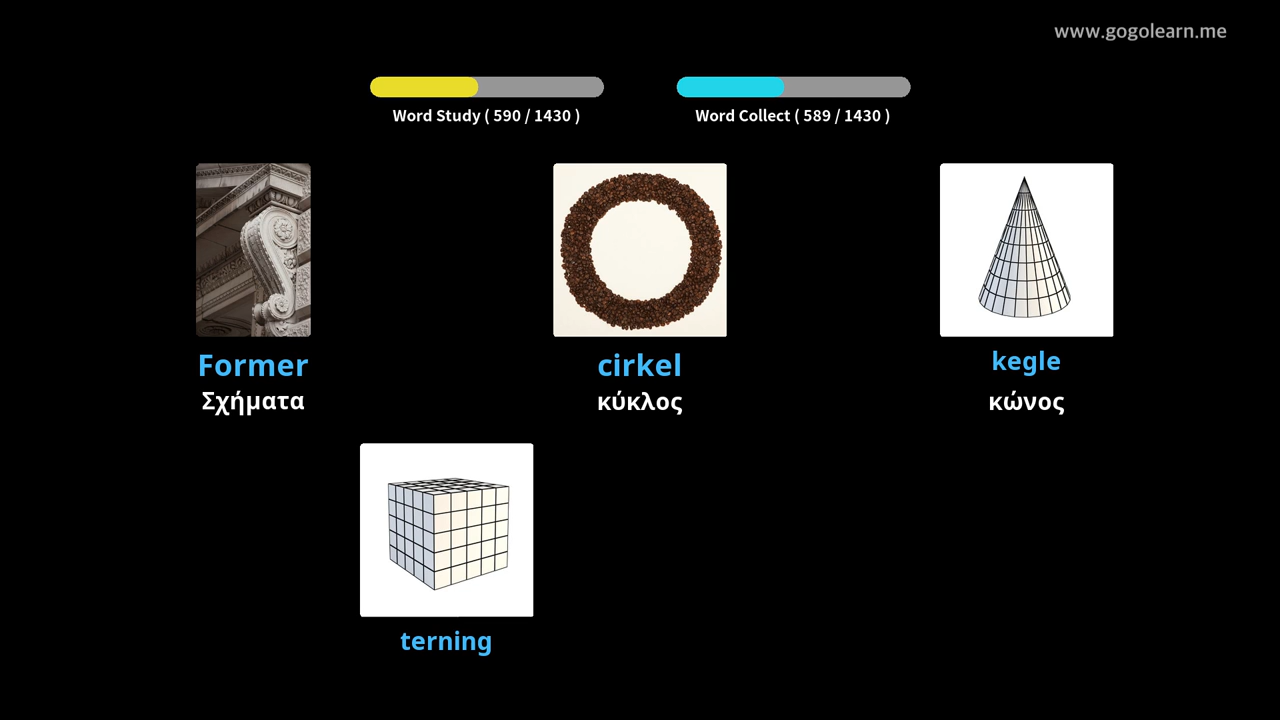 www.gogolearn.me
Word Study ( 590 / 1430 )
Word Collect ( 589 / 1430 )
Former
Σχήματα
cirkel
κύκλος
kegle
κώνος
terning